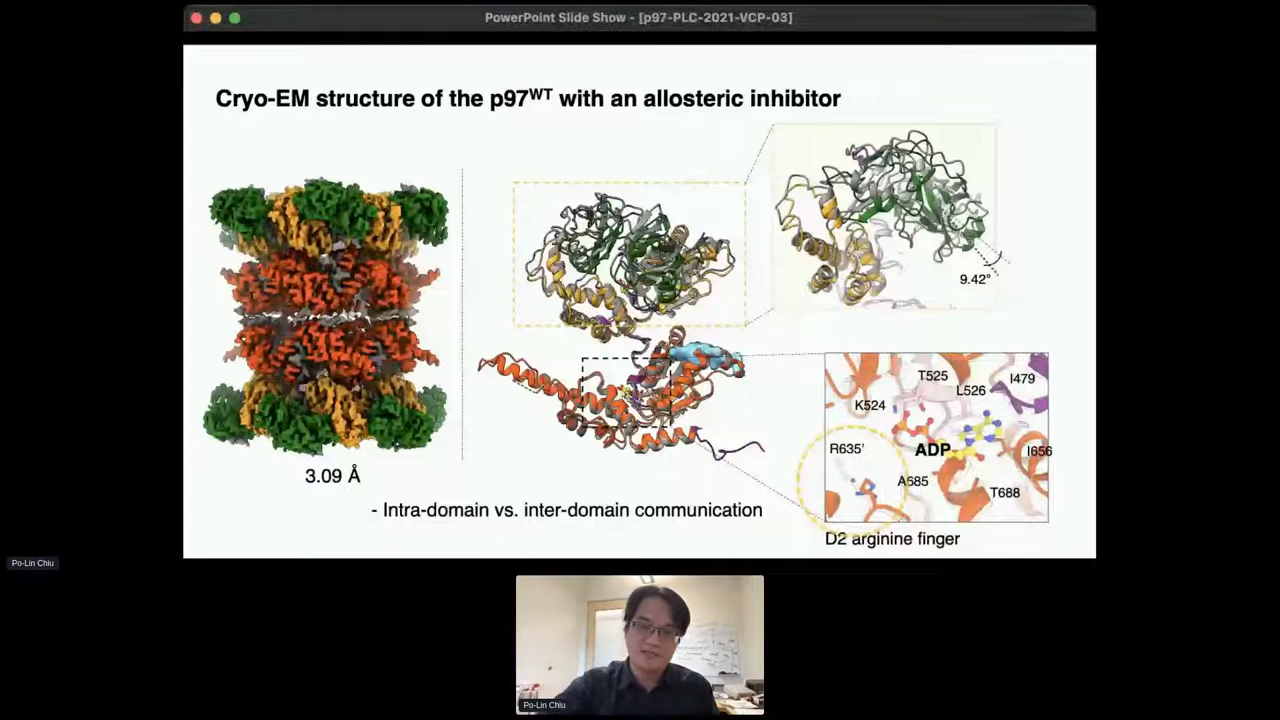 PowerPoint Slide Show - [p97-PLC-2021-VCP-03]
Cryo-EM structure of the p97WT with an allosteric inhibitor
9.42°
T525
I479
L526
K524
R635'
ADP
I656
A685
T688
3.09 Å
- Intra-domain vs. inter-domain communication
D2 arginine finger
Po-Lin Chiu
Po-Lin Chiu